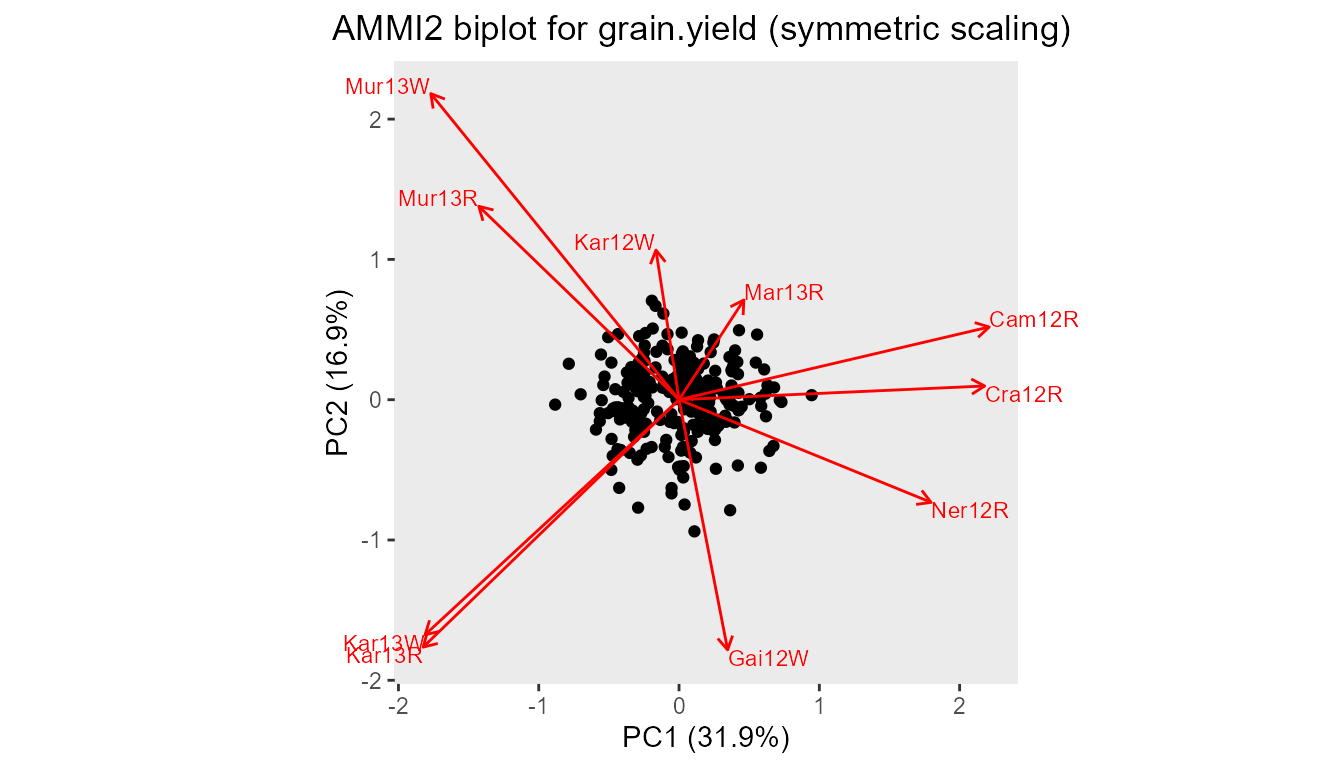 AMMI2 biplot for grain.yield (symmetric scaling)
Mur13W
2
Mur13R
Kar12W
1
Mar13R
Cam12R
PC2 (16.9%)
0
Cra12R
Ner12R
-1
Kar13W
Kar13R
Gai12W
-2
-2 -1 0 1 2
PC1 (31.9%)